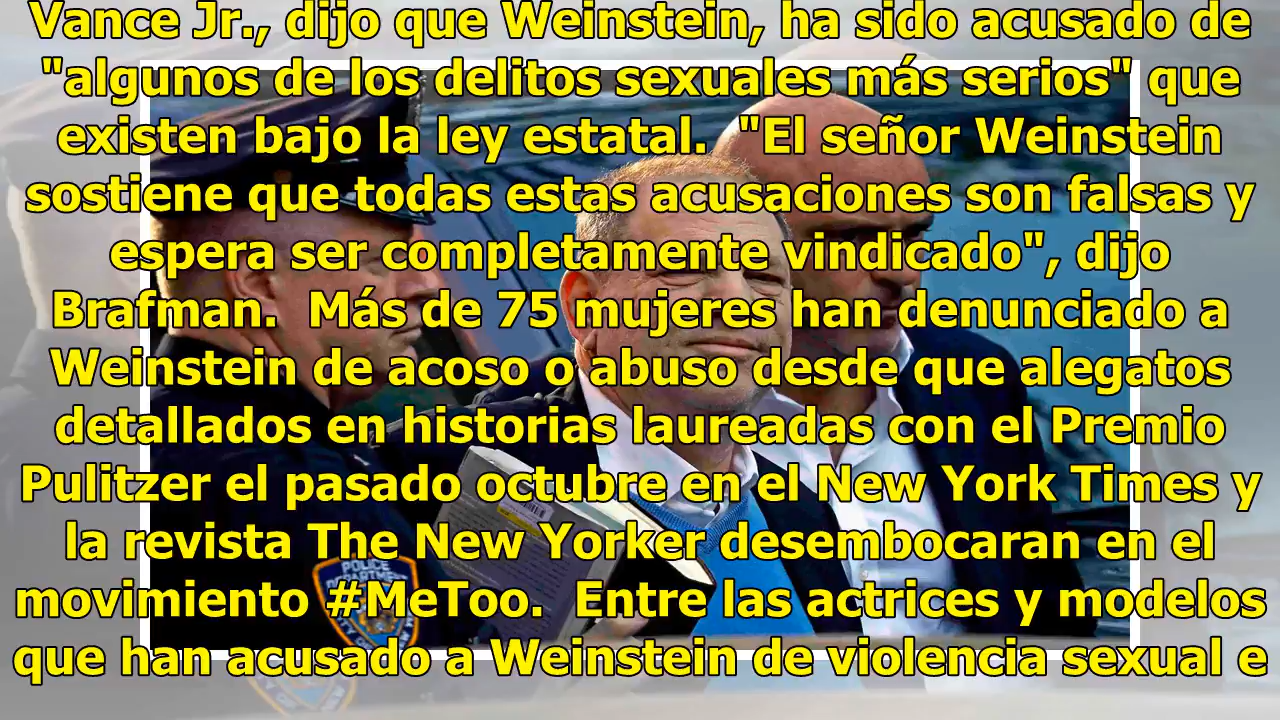 Vance Jr., dijo que Weinstein, ha sido acusado de
"algunos de los delitos sexuales más serios" que
existen bajo la ley estatal.  "El señor Weinstein
sostiene que todas estas acusaciones son falsas y
espera ser completamente vindicado", dijo
Brafman.  Más de 75 mujeres han denunciado a
Weinstein de acoso o abuso desde que alegatos
detallados en historias laureadas con el Premio
Pulitzer el pasado octubre en el New York Times y
la revista The New Yorker desembocaran en el
movimiento #MeToo.  Entre las actrices y modelos
que han acusado a Weinstein de violencia sexual e
POLICE
DEPARTMENT